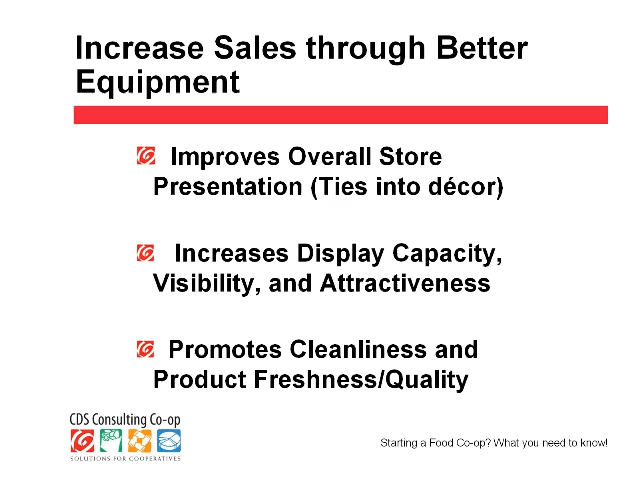 Increase Sales through Better
Equipment
Improves Overall Store
Presentation (Ties into décor)
Increases Display Capacity,
Visibility, and Attractiveness
Promotes Cleanliness and
Product Freshness/Quality
CDS Consulting Co-op
SOLUTIONS FOR COOPERATIVES
Starting a Food Co-op? What you need to know!